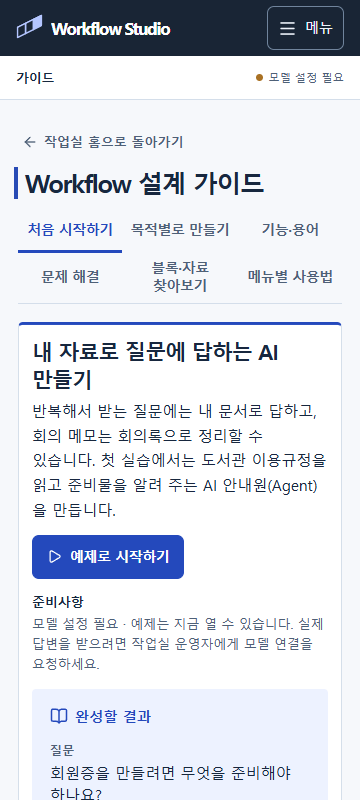 Workflow Studio
메뉴
가이드
모델 설정 필요
작업실 홈으로 돌아가기
Workflow 설계 가이드
처음 시작하기
목적별로 만들기
기능·용어
문제 해결
블록·자료
찾아보기
메뉴별 사용법
내 자료로 질문에 답하는 AI
만들기
반복해서 받는 질문에는 내 문서로 답하고,
회의 메모는 회의록으로 정리할 수
있습니다. 첫 실습에서는 도서관 이용규정을
읽고 준비물을 알려 주는 AI 안내원(Agent)
을 만듭니다.
예제로 시작하기
준비사항
모델 설정 필요 · 예제는 지금 열 수 있습니다. 실제
답변을 받으려면 작업실 운영자에게 모델 연결을
요청하세요.
완성할 결과
질문
회원증을 만들려면 무엇을 준비해야
하나요?